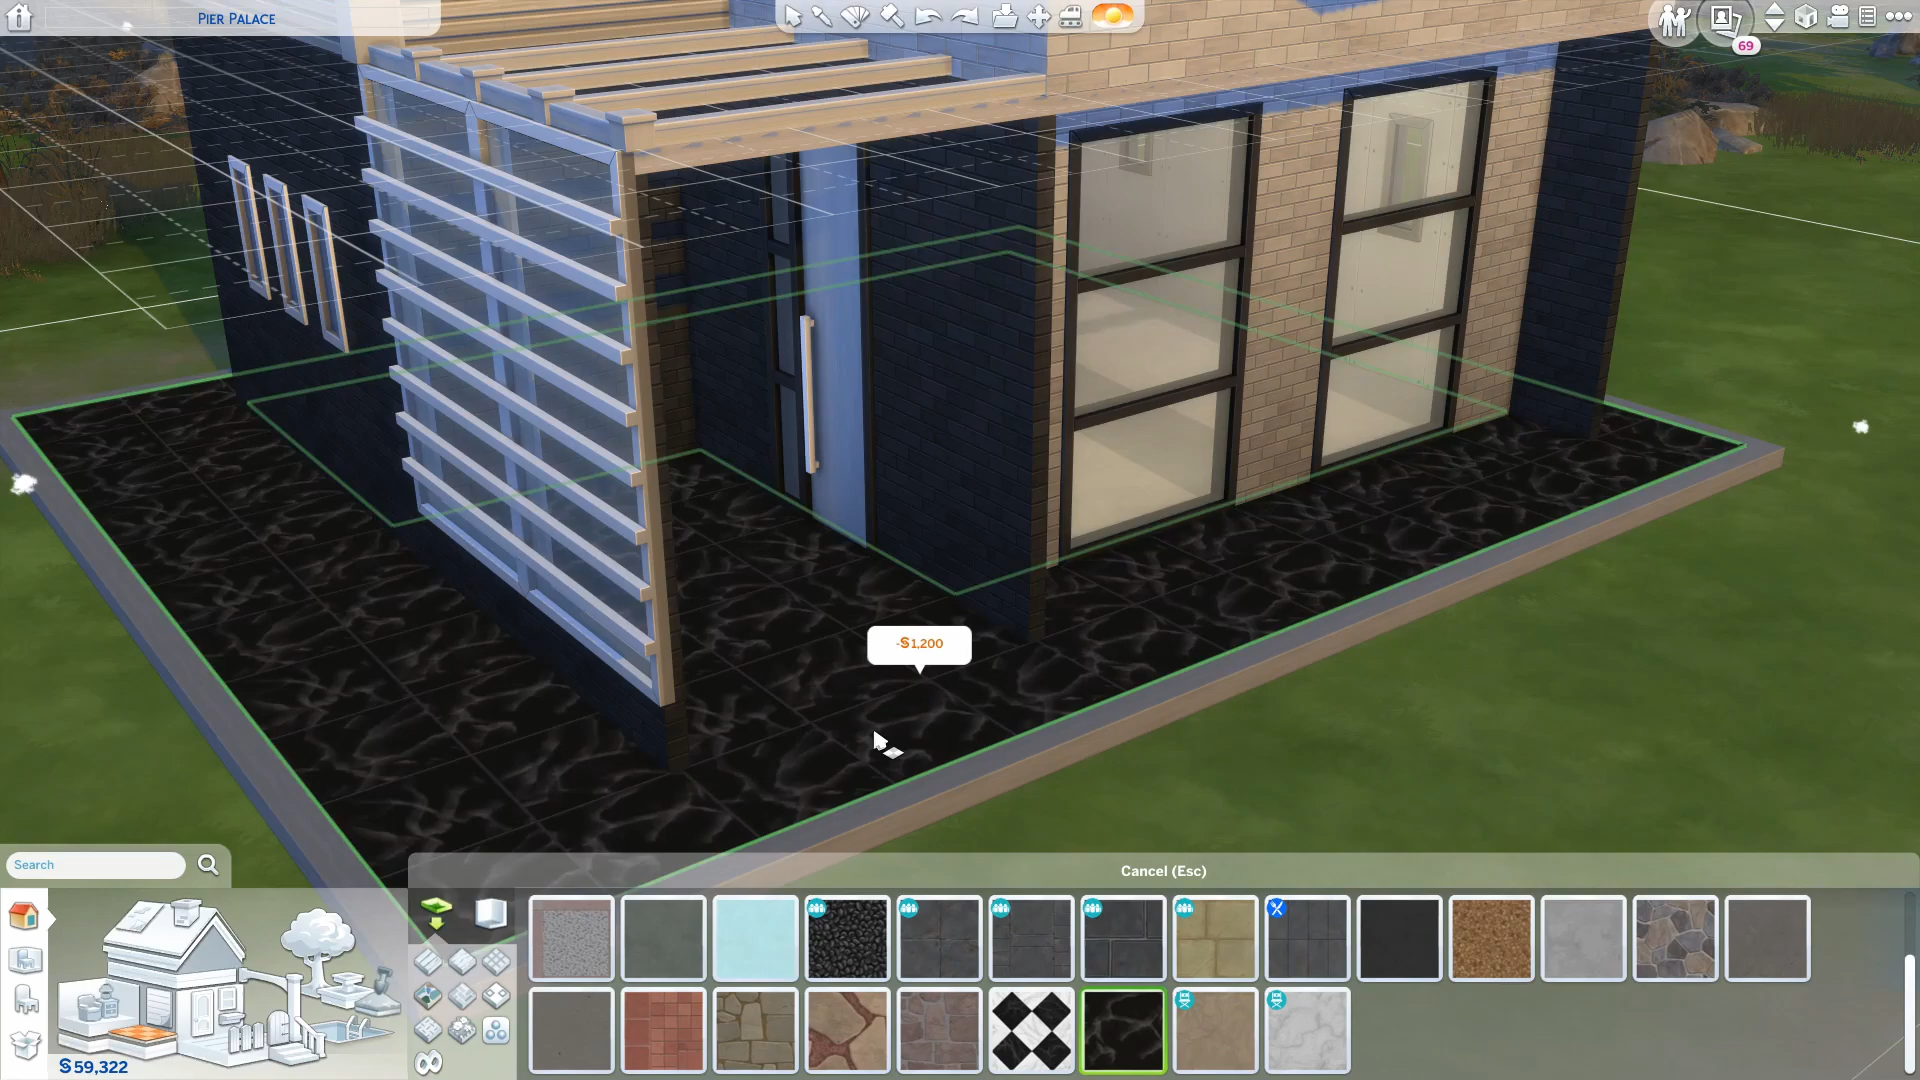 PIER PALACE
69
-§1,200
Search
Cancel (Esc)
§59,322